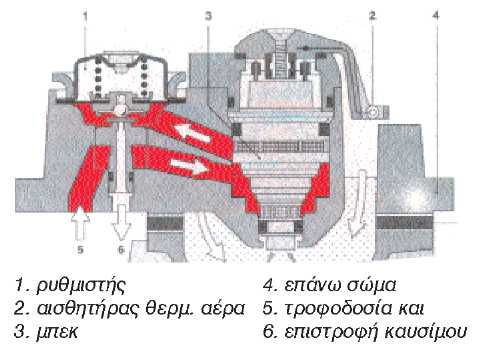 1 3 2 4
5 6
1. ρυθμιστής
2. αισθητήρας θερμ. αέρα
3. μπεκ
4. επάνω σώμα
5. τροφοδοσία και
6. επιστροφή καυσίμου